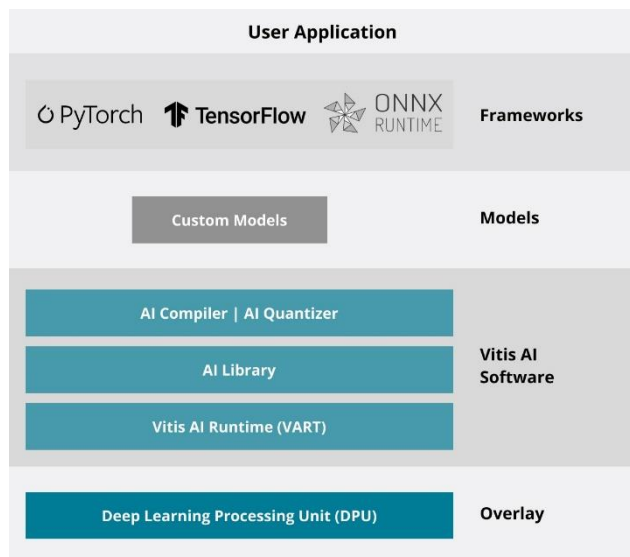 User Application
PyTorch
TensorFlow
ONNX
RUNTIME
Frameworks
Custom Models
Models
AI Compiler | AI Quantizer
AI Library
Vitis AI Runtime (VART)
Vitis AI
Software
Deep Learning Processing Unit (DPU)
Overlay